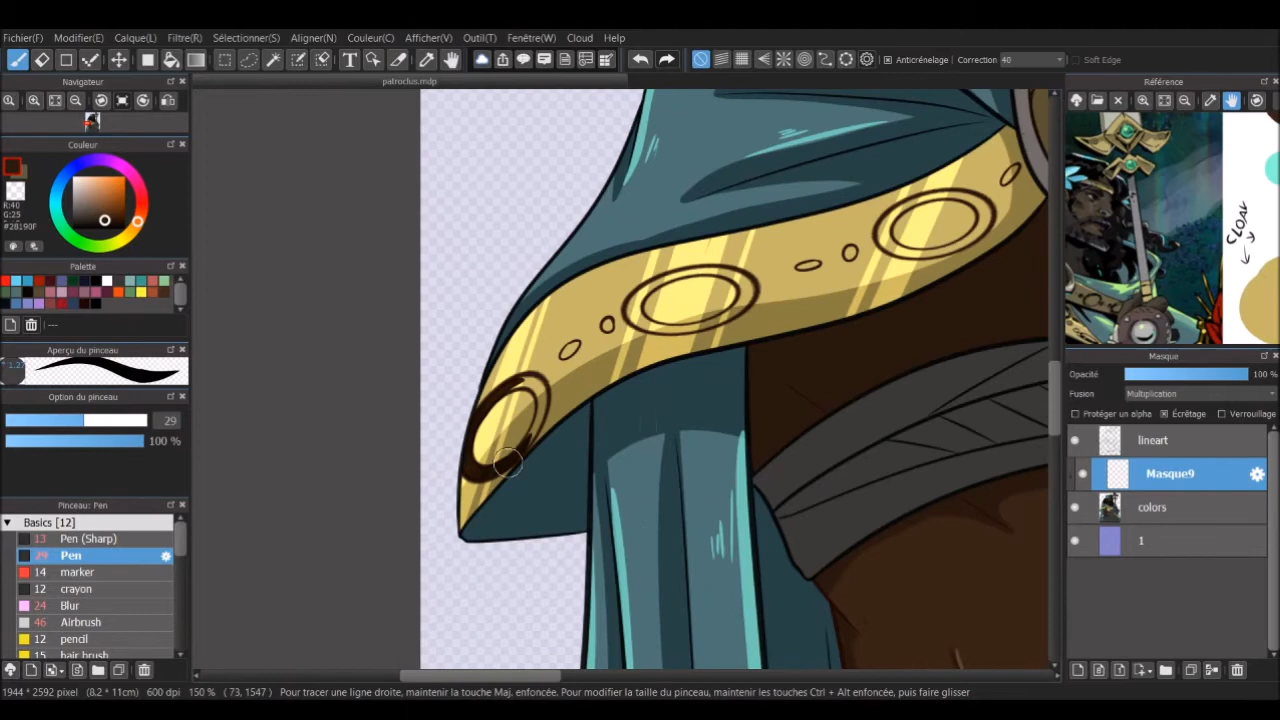 Fichier(F) Modifier(E) Calque(L) Filtre(R) Sélectionner(S) Aligner(N) Couleur(C) Afficher(V) Outil(T) Fenêtre(W) Cloud Help
Anticrénelage Correction 40 Soft Edge
Navigateur
patroclus.mdp
Référence
Couleur
R:40
G:25
#28190F
CLOAK
Palette
---
Aperçu du pinceau
Option du pinceau
29
100 %
Pinceau: Pen
Basics [12]
13 Pen (Sharp)
29 Pen
14 marker
12 crayon
24 Blur
46 Airbrush
12 pencil
hair brush
Masque
Opacité 100 %
Fusion Multiplication
Protéger un alpha Écrêtage Verrouillage
lineart
Masque9
colors
1
1944 * 2592 pixel (8.2 * 11cm) 600 dpi 150 % ( 73, 1547 ) Pour tracer une ligne droite, maintenir la touche Maj. enfoncée. Pour modifier la taille du pinceau, maintenir les touches Ctrl + Alt enfoncée, puis faire glisser